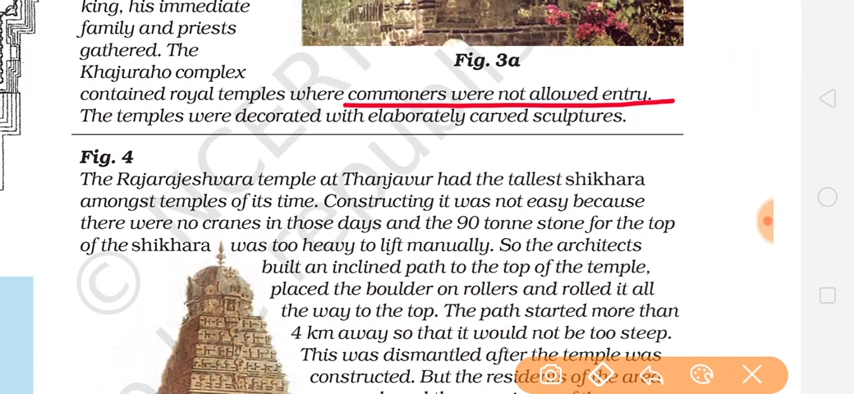 king, his immediate
family and priests
gathered. The
Khajuraho complex
Fig. 3a
contained royal temples where commoners were not allowed entry.
The temples were decorated with elaborately carved sculptures.
Fig. 4
The Rajarajeshvara temple at Thanjavur had the tallest shikhara
amongst temples of its time. Constructing it was not easy because
there were no cranes in those days and the 90 tonne stone for the top
of the shikhara was too heavy to lift manually. So the architects
built an inclined path to the top of the temple,
placed the boulder on rollers and rolled it all
the way to the top. The path started more than
4 km away so that it would not be too steep.
This was dismantled after the temple was
constructed. But the residents of the area
© NCERT
republis